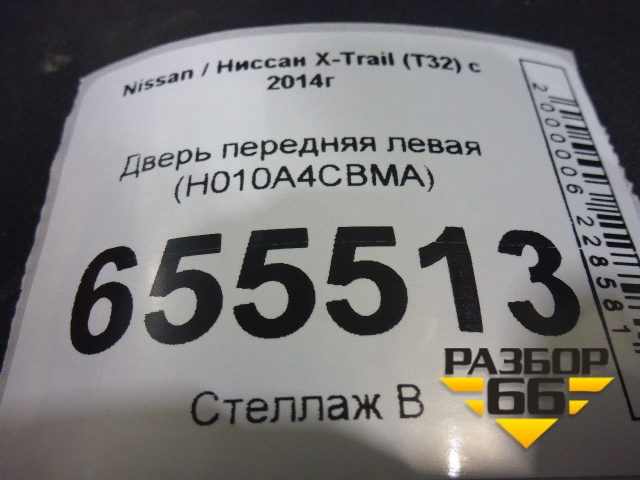 Nissan / Ниссан X-Trail (T32) с
2014г
Дверь передняя левая
(H010A4CBMA)
655513
Стеллаж В
2000006228581
РАЗБОР
66